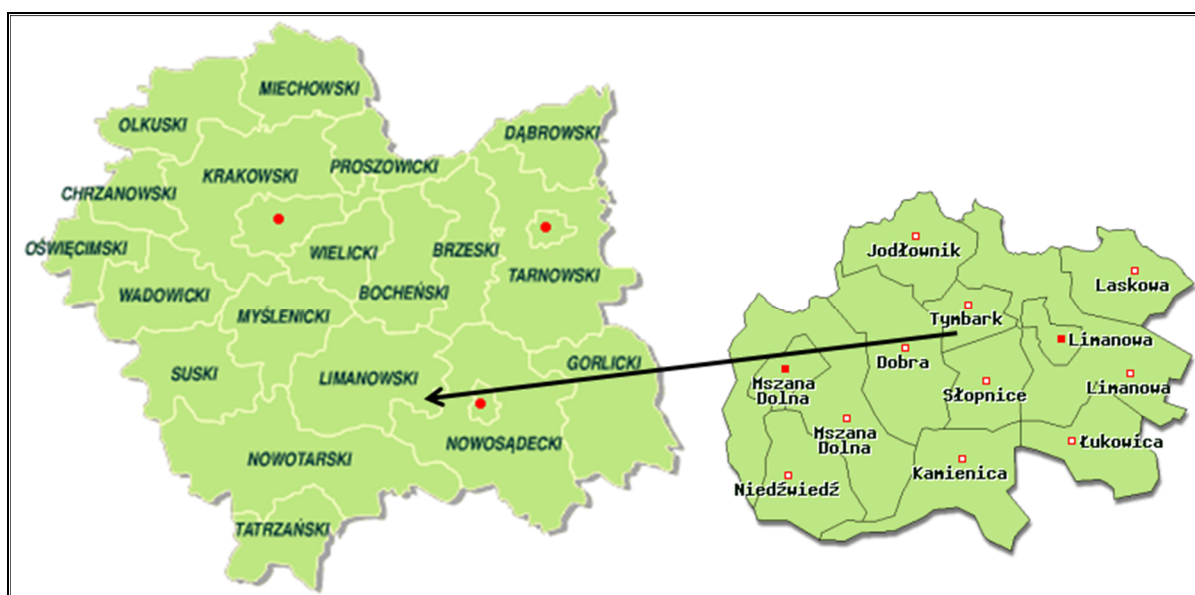 MIECHOWSKI
OLKUSKI
DĄBROWSKI
PROSZOWICKI
KRAKOWSKI
CHRZANOWSKI
OŚWIĘCIMSKI
WIELICKI
BRZESKI
TARNOWSKI
WADOWICKI
BOCHEŃSKI
MYŚLENICKI
SUSKI
LIMANOWSKI
GORLICKI
NOWOSĄDECKI
NOWOTARSKI
TATRZAŃSKI
Jodłownik
Laskowa
Tymbark
Limanowa
Dobra
Mszana
Dolna
Słopnice
Limanowa
Mszana
Dolna
Łukowica
Kamienica
Niedźwiedź